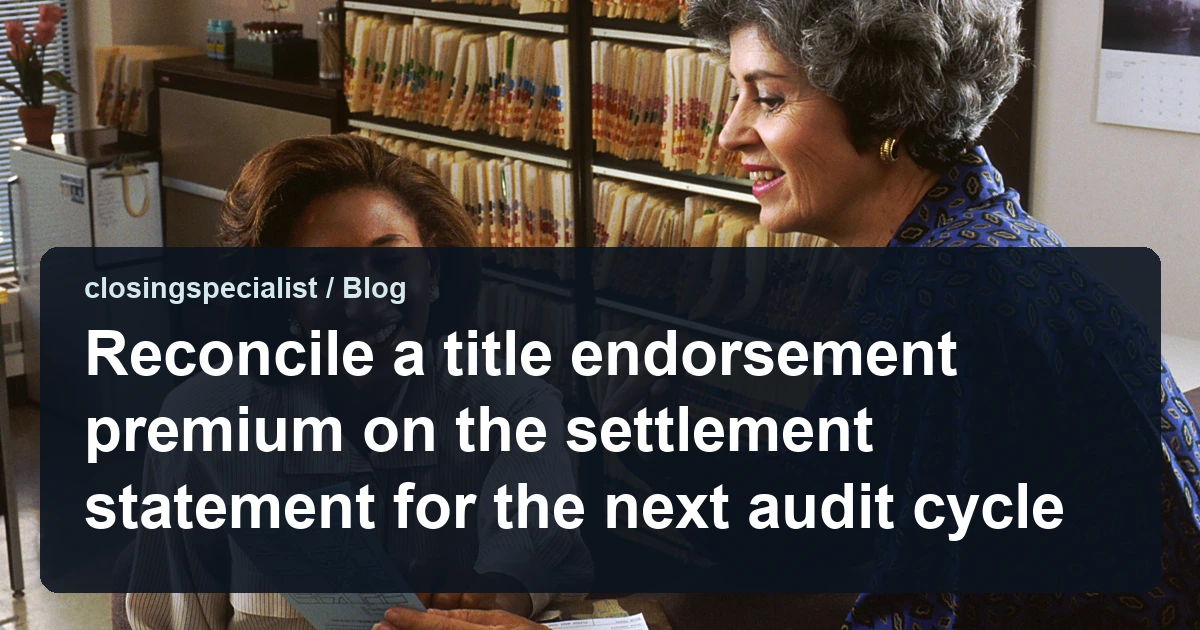 closingspecialist / Blog
Reconcile a title endorsement
premium on the settlement
statement for the next audit cycle